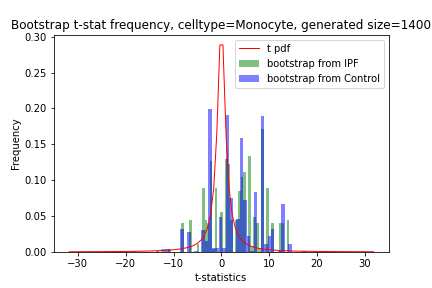 Bootstrap t-stat frequency, celltype=Monocyte, generated size=1400
t pdf
bootstrap from IPF
bootstrap from Control
Frequency
0.30
0.25
0.20
0.15
0.10
0.05
0.00
−30 −20 −10 0 10 20 30
t-statistics